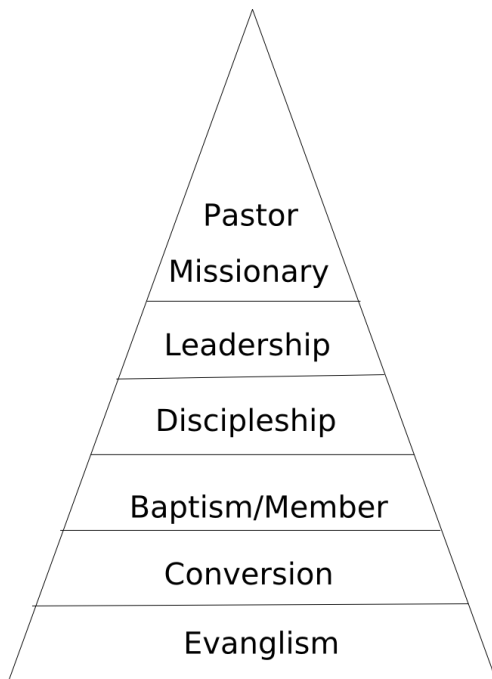 Pastor
Missionary
Leadership
Discipleship
Baptism/Member
Conversion
Evanglism